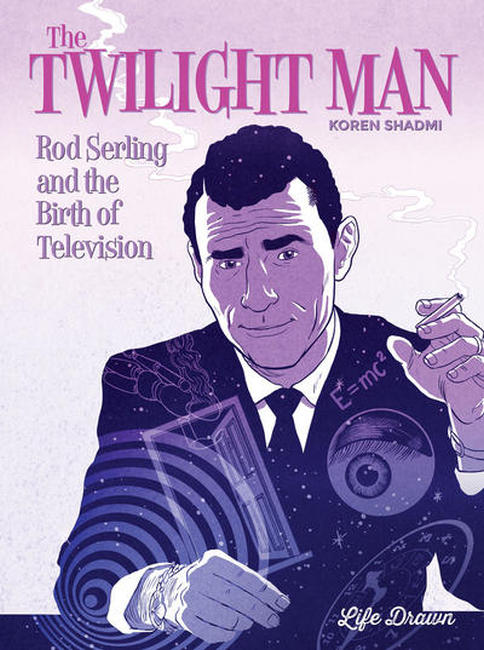 The
TWILIGHT MAN
KOREN SHADMI
Rod Serling
and the
Birth of
Television
E=mc²
Life Drawn